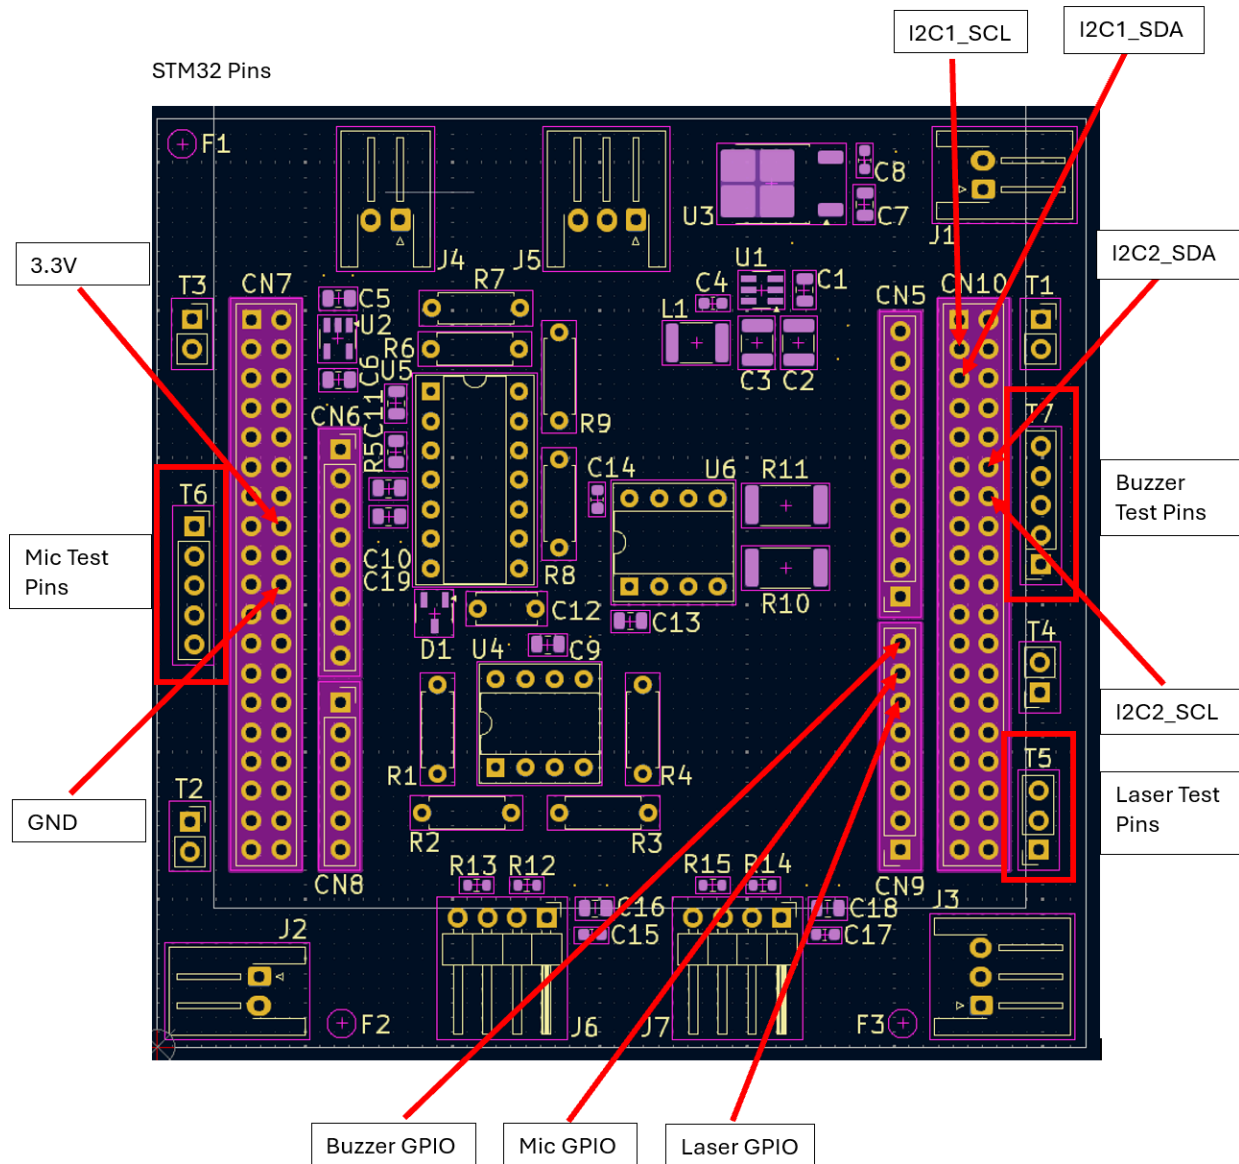 I2C1_SCL
I2C1_SDA
STM32 Pins
F1
C8
U3
C7
J1
3.3V
I2C2_SDA
J4
J5
U1
T3
CN7
C5
R7
C4
C1
CN5
CN10
T1
U2
L1
R6
C6
U5
C3
C2
CN6
C11
R9
T7
R5
C14
U6
R11
T6
Buzzer
Test Pins
Mic Test
Pins
C10
C19
R8
R10
C12
C13
D1
U4
C9
T4
I2C2_SCL
R1
R4
T5
T2
Laser Test
Pins
GND
R2
R3
R13
R12
R15
R14
CN8
CN9
J3
C16
C18
J2
C15
C17
F2
J6
J7
F3
Buzzer GPIO
Mic GPIO
Laser GPIO